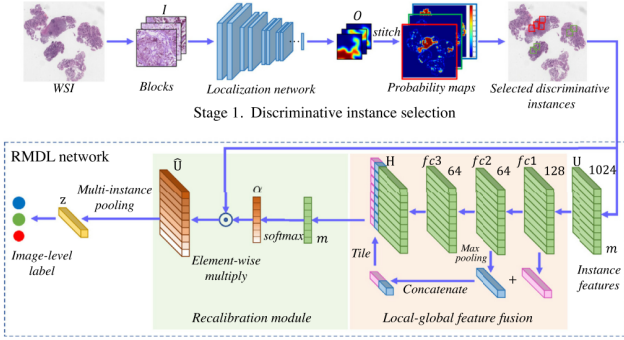 I
O
stitch
WSI
Blocks
Localization network
Probability maps
Selected discriminative
instances
Stage 1. Discriminative instance selection
RMDL network
Û
α
H
fc3
64
fc2
64
fc1
128
U
1024
z
Multi-instance
pooling
softmax
m
m
Image-level
label
Element-wise
multiply
Tile
Max
pooling
+
Concatenate
Instance
features
Recalibration module
Local-global feature fusion